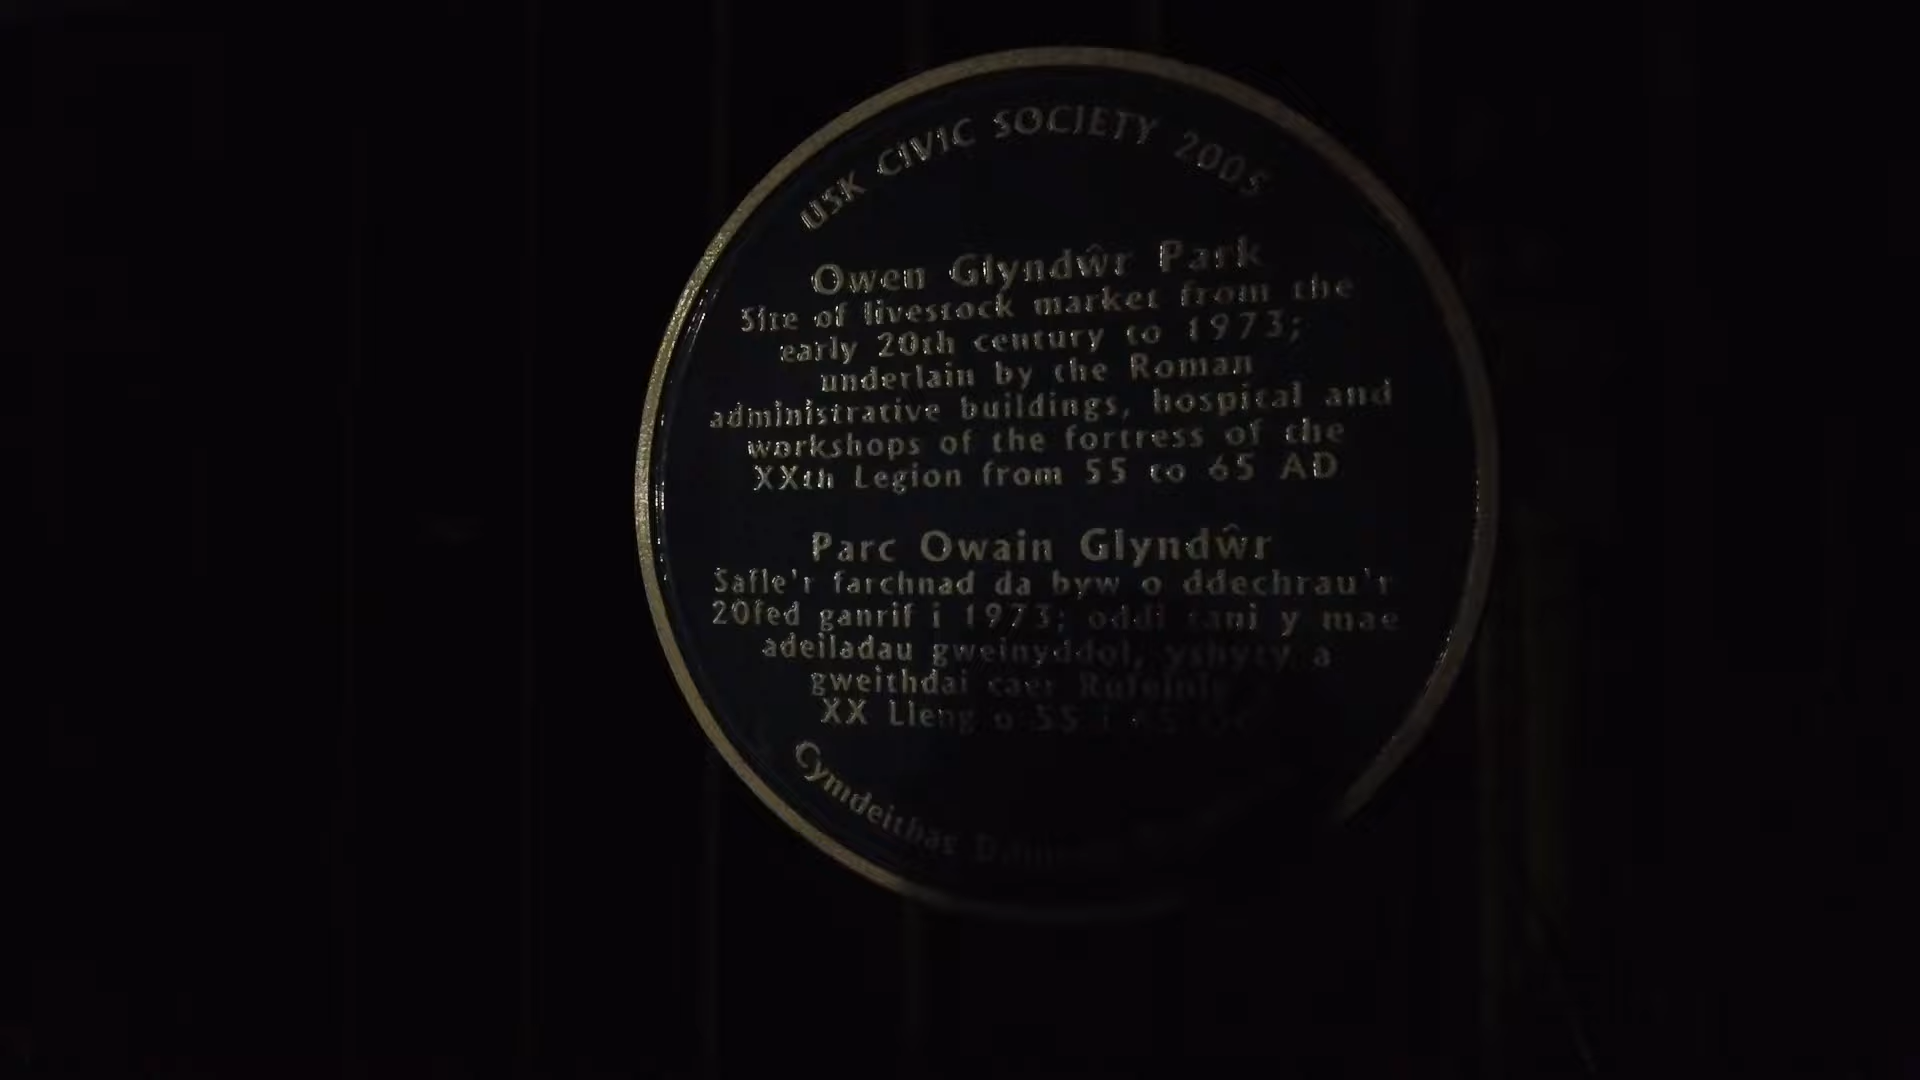 USK CIVIC SOCIETY 2005
Owen Glyndŵr Park
Site of livestock market from the
early 20th century to 1973;
underlain by the Roman
administrative buildings, hospital and
workshops of the fortress of the
XXth Legion from 55 to 65 AD
Parc Owain Glyndŵr
Safle'r farchnad da byw o ddechrau'r
20fed ganrif i 1973; oddi tani y mae
adeiladau gweinyddol, ysbyty a
gweithdai caer
XX Lleng o 55 i 65
Cymdeithas